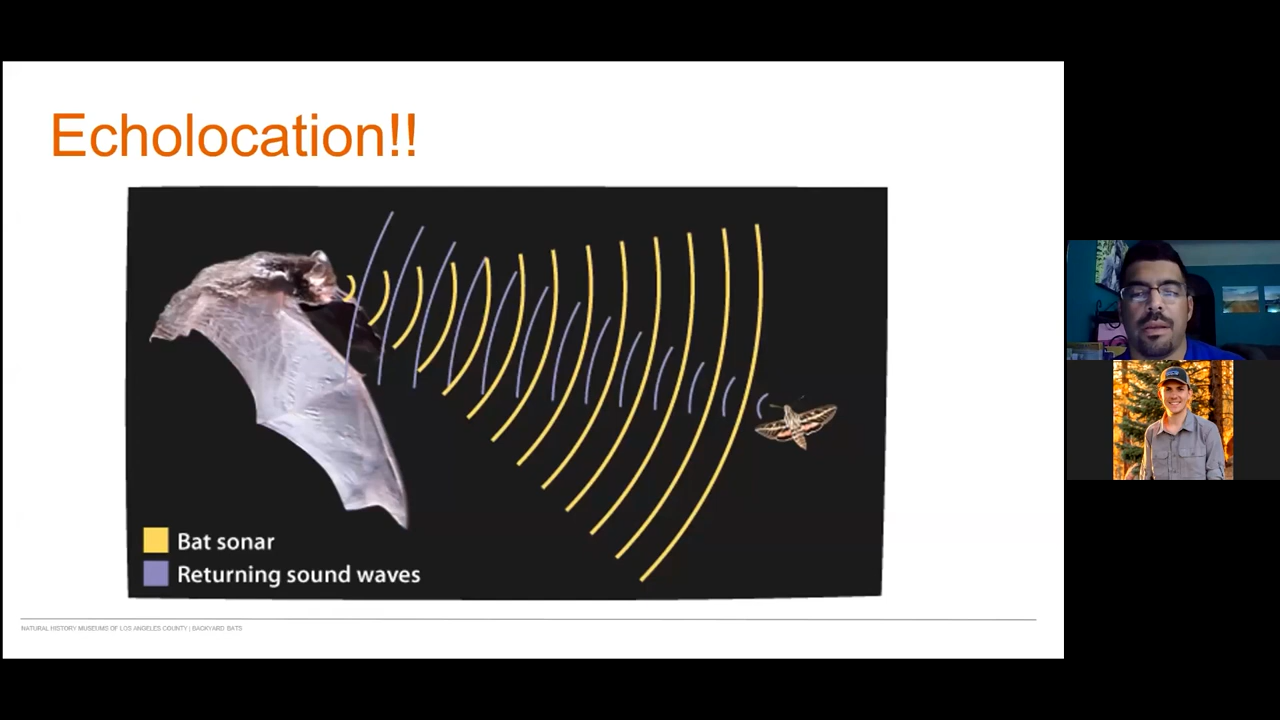 Echolocation!!
Bat sonar
Returning sound waves
NATURAL HISTORY MUSEUMS OF LOS ANGELES COUNTY | BACKYARD BATS